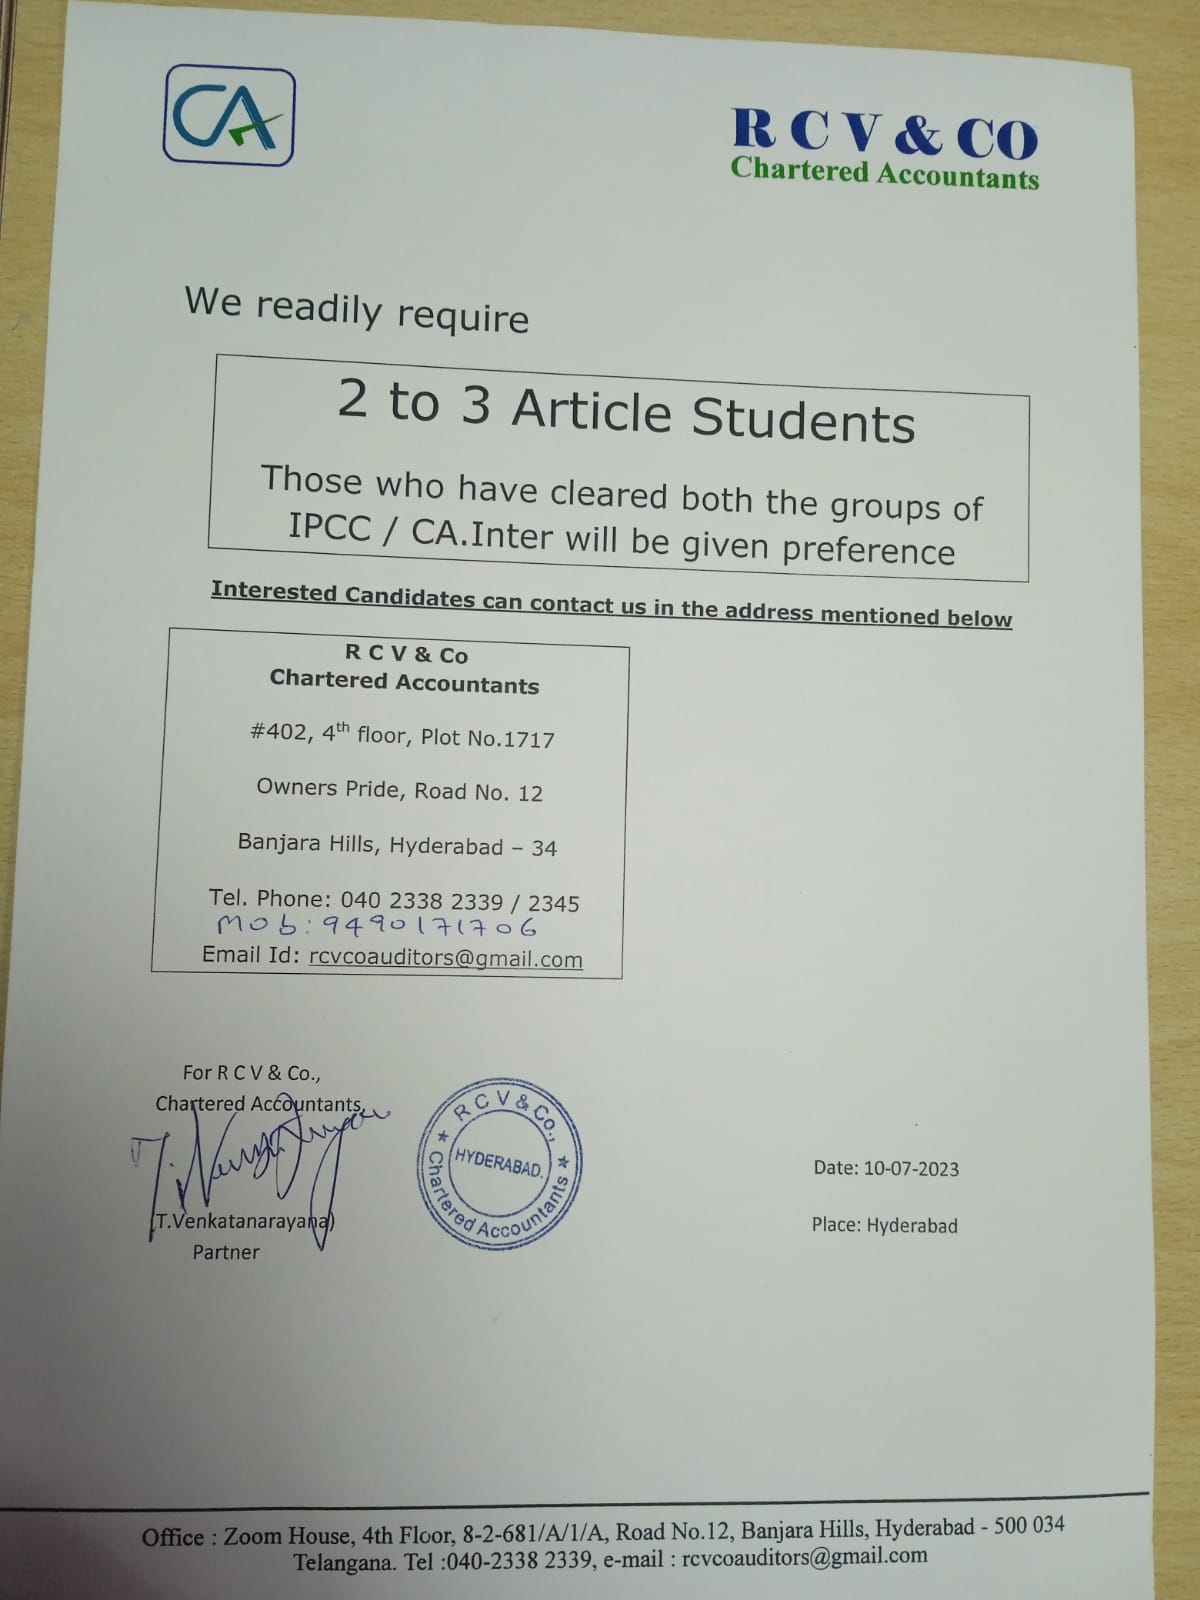 CA
R C V & CO
Chartered Accountants
We readily require
2 to 3 Article Students
Those who have cleared both the groups of
IPCC / CA.Inter will be given preference
Interested Candidates can contact us in the address mentioned below
R C V & Co
Chartered Accountants
#402, 4th floor, Plot No.1717
Owners Pride, Road No. 12
Banjara Hills, Hyderabad – 34
Tel. Phone: 040 2338 2339 / 2345
Mob: 9490171706
Email Id: rcvcoauditors@gmail.com
For R C V & Co.,
Chartered Accountants,
(T.Venkatanarayana)
Partner
R C V & Co.,
HYDERABAD.
Chartered Accountants
Date: 10-07-2023
Place: Hyderabad
Office : Zoom House, 4th Floor, 8-2-681/A/1/A, Road No.12, Banjara Hills, Hyderabad - 500 034
Telangana. Tel :040-2338 2339, e-mail : rcvcoauditors@gmail.com